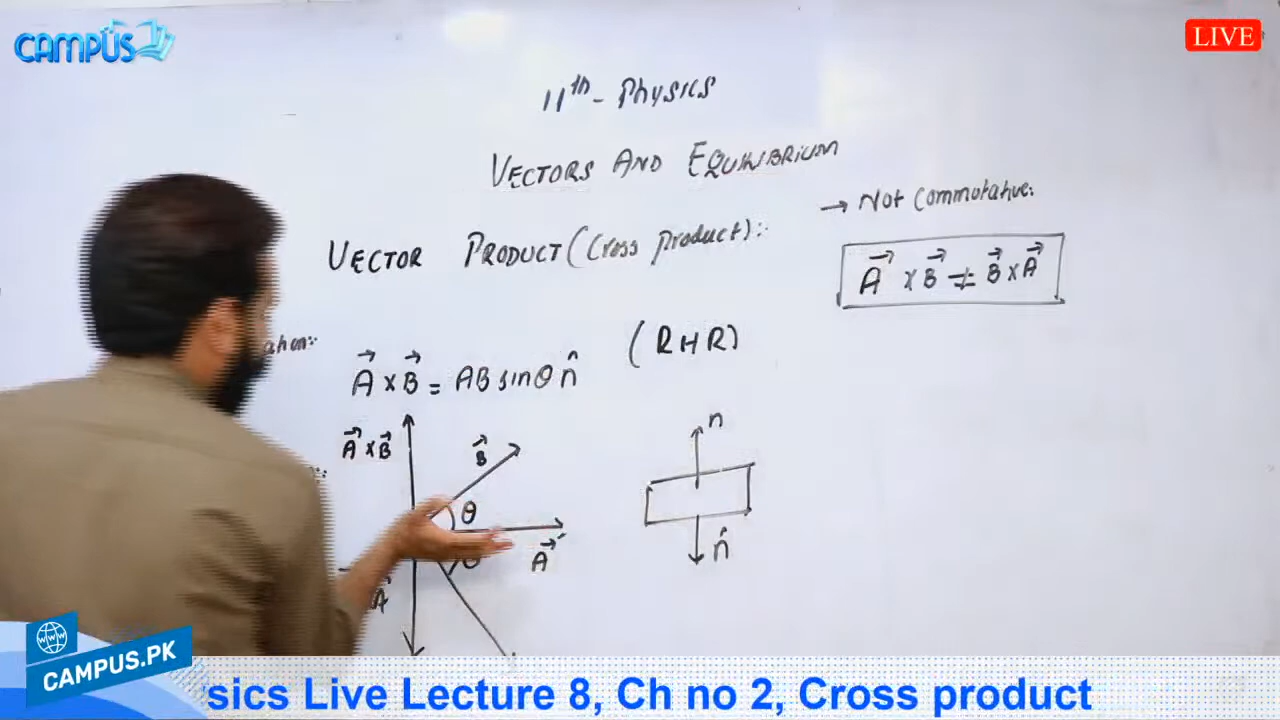 CAMPUS
LIVE
11th - Physics
VECTORS AND EQUILIBRIUM
→ Not Commutative:
VECTOR PRODUCT (Cross Product):-
A⃗ × B⃗ ≠ B⃗ × A⃗
(RHR)
A⃗ × B⃗ = AB sinθ n̂
A⃗ × B⃗
B⃗
n
θ
A⃗
n̂
θ
A
WWW
CAMPUS.PK
sics Live Lecture 8, Ch no 2, Cross product